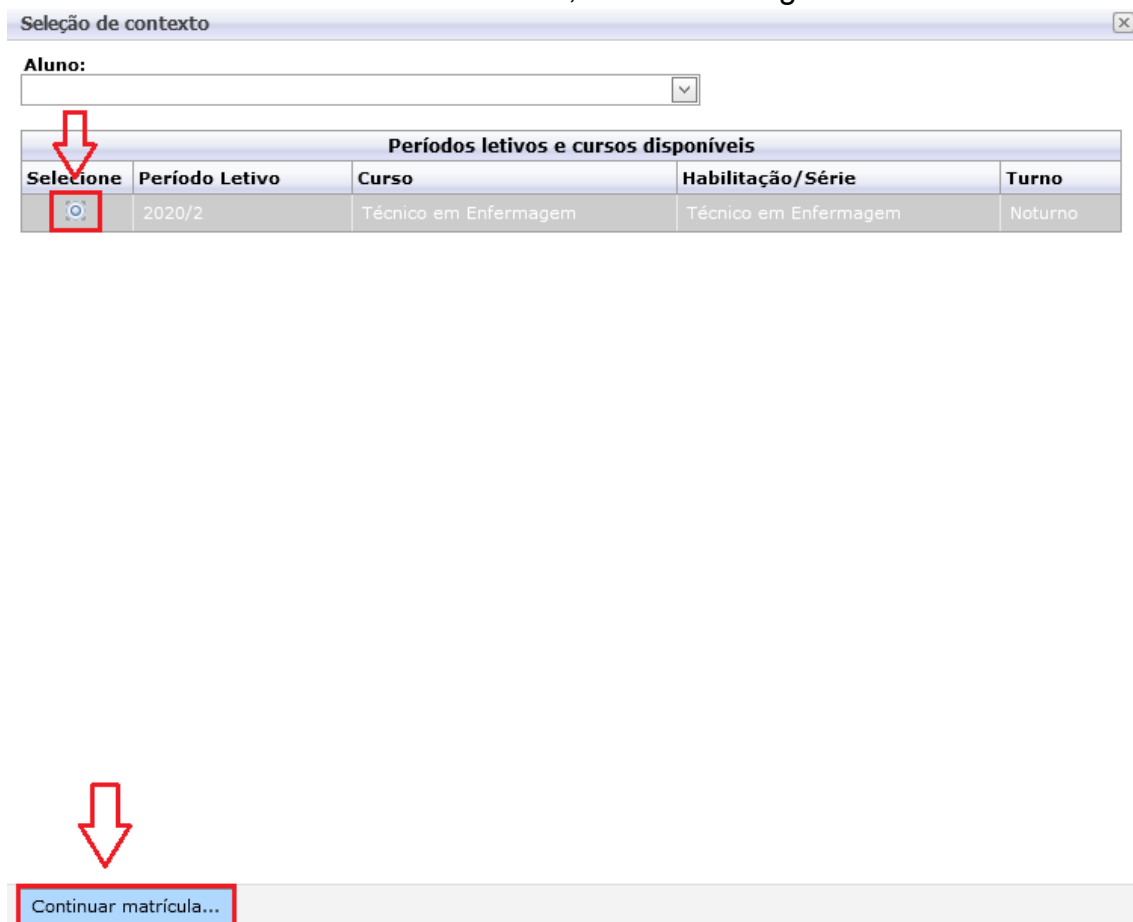 Seleção de contexto
Aluno:
Períodos letivos e cursos disponíveis
Selecione Período Letivo Curso Habilitação/Série Turno
2020/2 Técnico em Enfermagem Técnico em Enfermagem Noturno
Continuar matrícula...